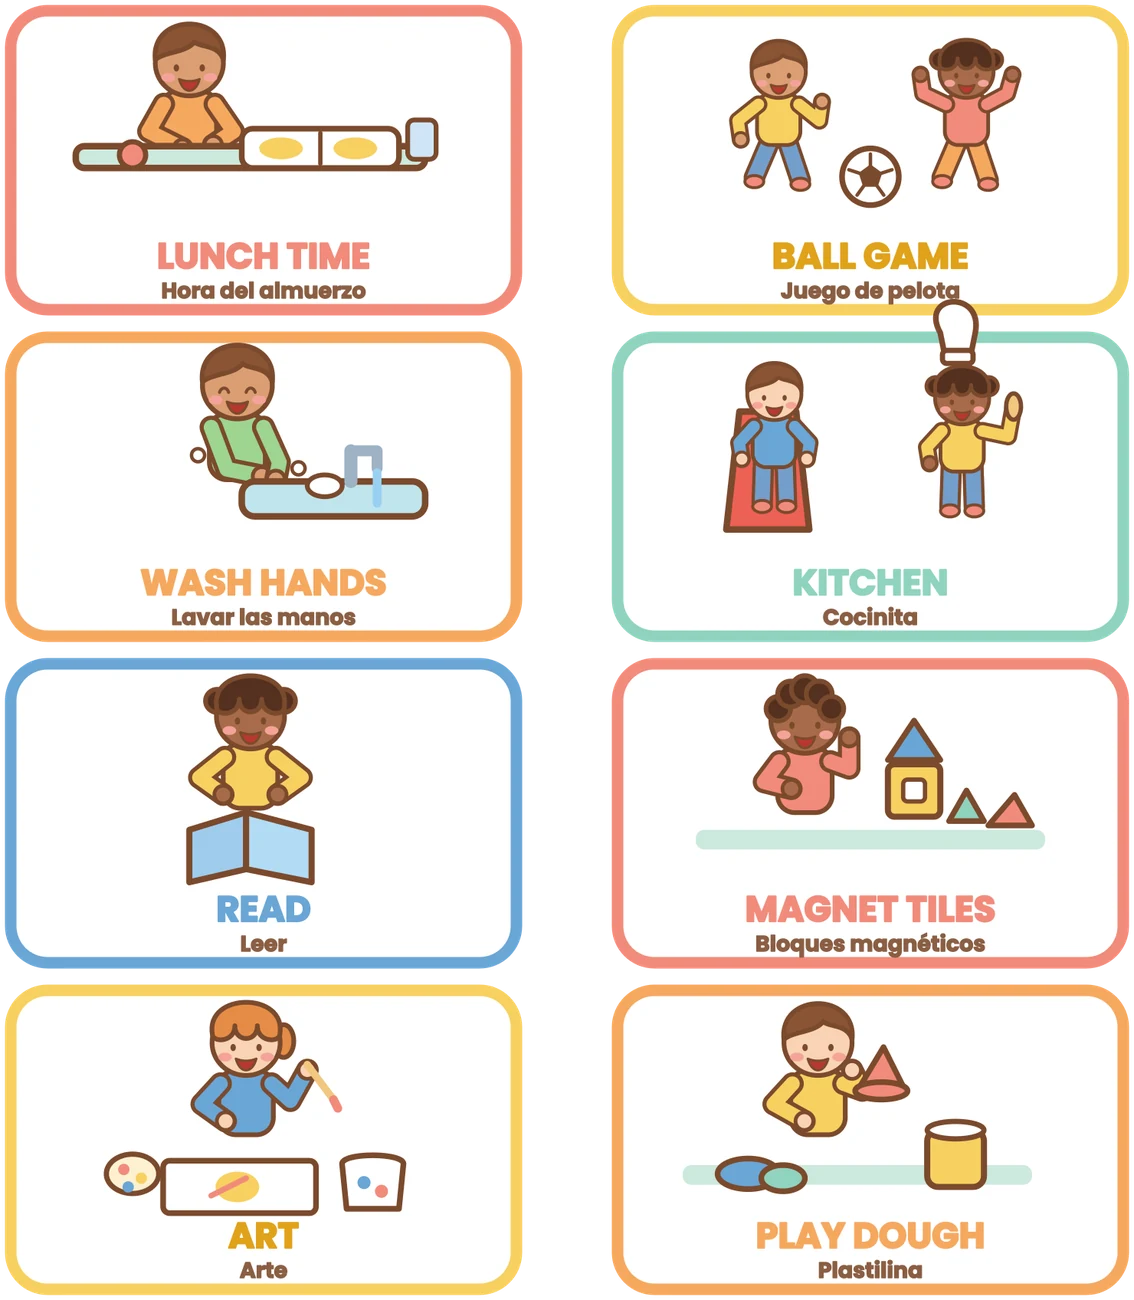 LUNCH TIME
Hora del almuerzo
BALL GAME
Juego de pelota
WASH HANDS
Lavar las manos
KITCHEN
Cocinita
READ
Leer
MAGNET TILES
Bloques magnéticos
ART
Arte
PLAY DOUGH
Plastilina